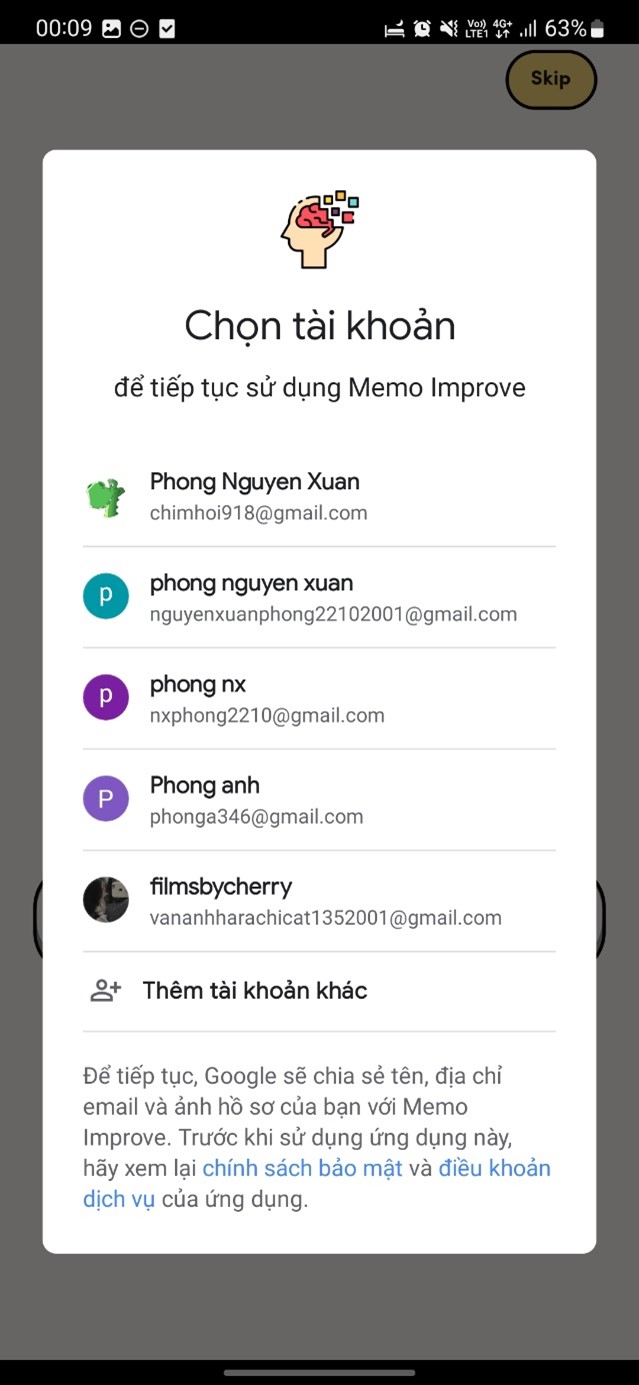 00:09
Vo)) 4G+
LTE1
63%
Skip
Chọn tài khoản
để tiếp tục sử dụng Memo Improve
Phong Nguyen Xuan
chimhoi918@gmail.com
p
phong nguyen xuan
nguyenxuanphong22102001@gmail.com
p
phong nx
nxphong2210@gmail.com
P
Phong anh
phonga346@gmail.com
filmsbycherry
vananhharachicat1352001@gmail.com
Thêm tài khoản khác
Để tiếp tục, Google sẽ chia sẻ tên, địa chỉ
email và ảnh hồ sơ của bạn với Memo
Improve. Trước khi sử dụng ứng dụng này,
hãy xem lại chính sách bảo mật và điều khoản
dịch vụ của ứng dụng.